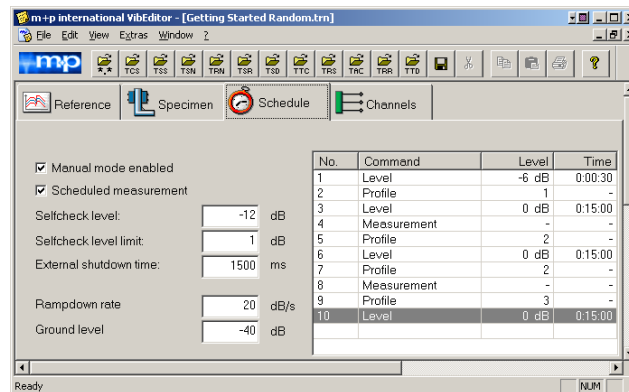 m+p international VibEditor - [Getting Started Random.trn]
File Edit View Extras Window ?
m+p *.* TCS TSS TSN TRN TSR TSD TTC TRS TAC TRR TTD
Reference Specimen Schedule Channels
Manual mode enabled
Scheduled measurement
Selfcheck level: -12 dB
Selfcheck level limit: 1 dB
External shutdown time: 1500 ms
Rampdown rate 20 dB/s
Ground level -40 dB
No. Command Level Time
1 Level -6 dB 0:00:30
2 Profile 1 -
3 Level 0 dB 0:15:00
4 Measurement - -
5 Profile 2 -
6 Level 0 dB 0:15:00
7 Profile 2 -
8 Measurement - -
9 Profile 3 -
10 Level 0 dB 0:15:00
Ready NUM